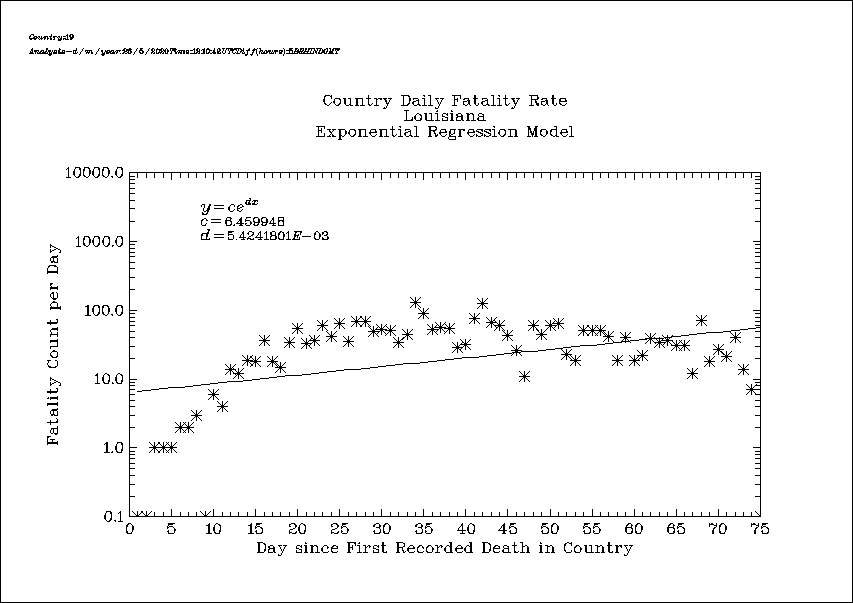 Country:19
Country Daily Fatality Rate
Louisiana
Exponential Regression Model
10000.0
1000.0
100.0
10.0
1.0
0.1
y=ce^dx
c=6.459948
d=5.4241801E-03
Fatality Count per Day
0 5 10 15 20 25 30 35 40 45 50 55 60 65 70 75
Day since First Recorded Death in Country